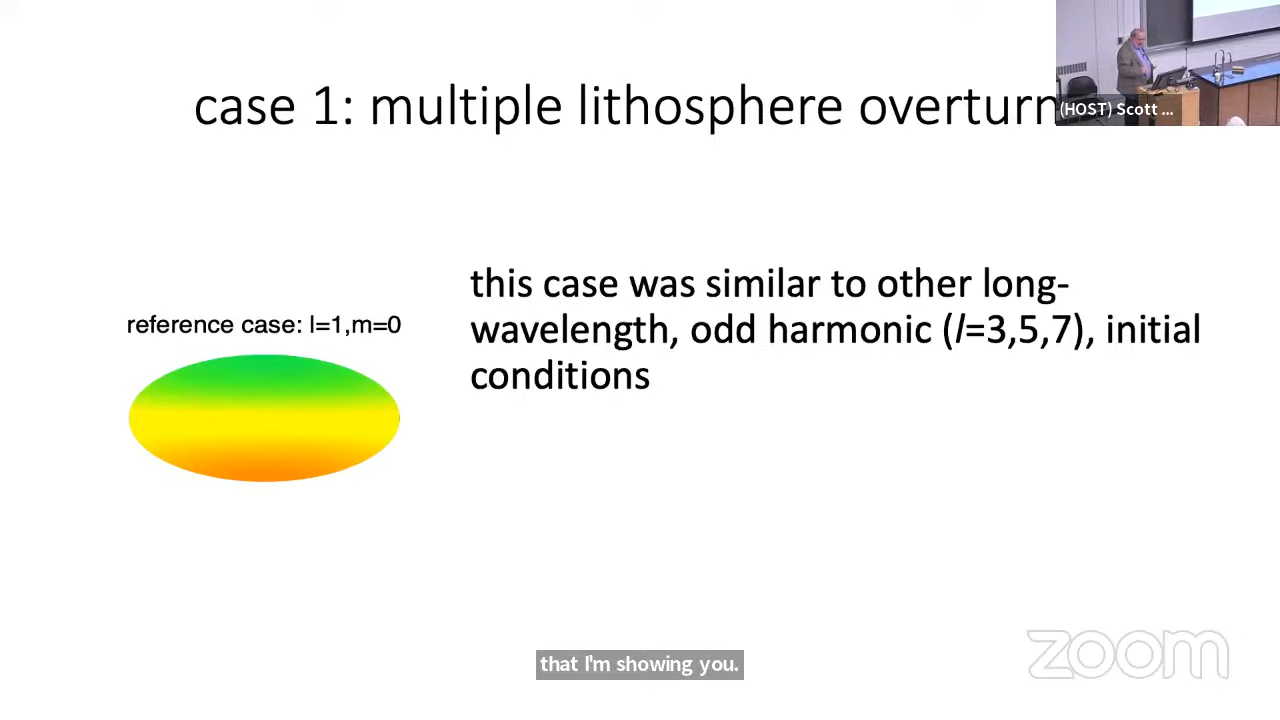 case 1: multiple lithosphere overturn
(HOST) Scott ...
this case was similar to other long-
wavelength, odd harmonic (l=3,5,7), initial
conditions
reference case: l=1,m=0
that I'm showing you.
zoom